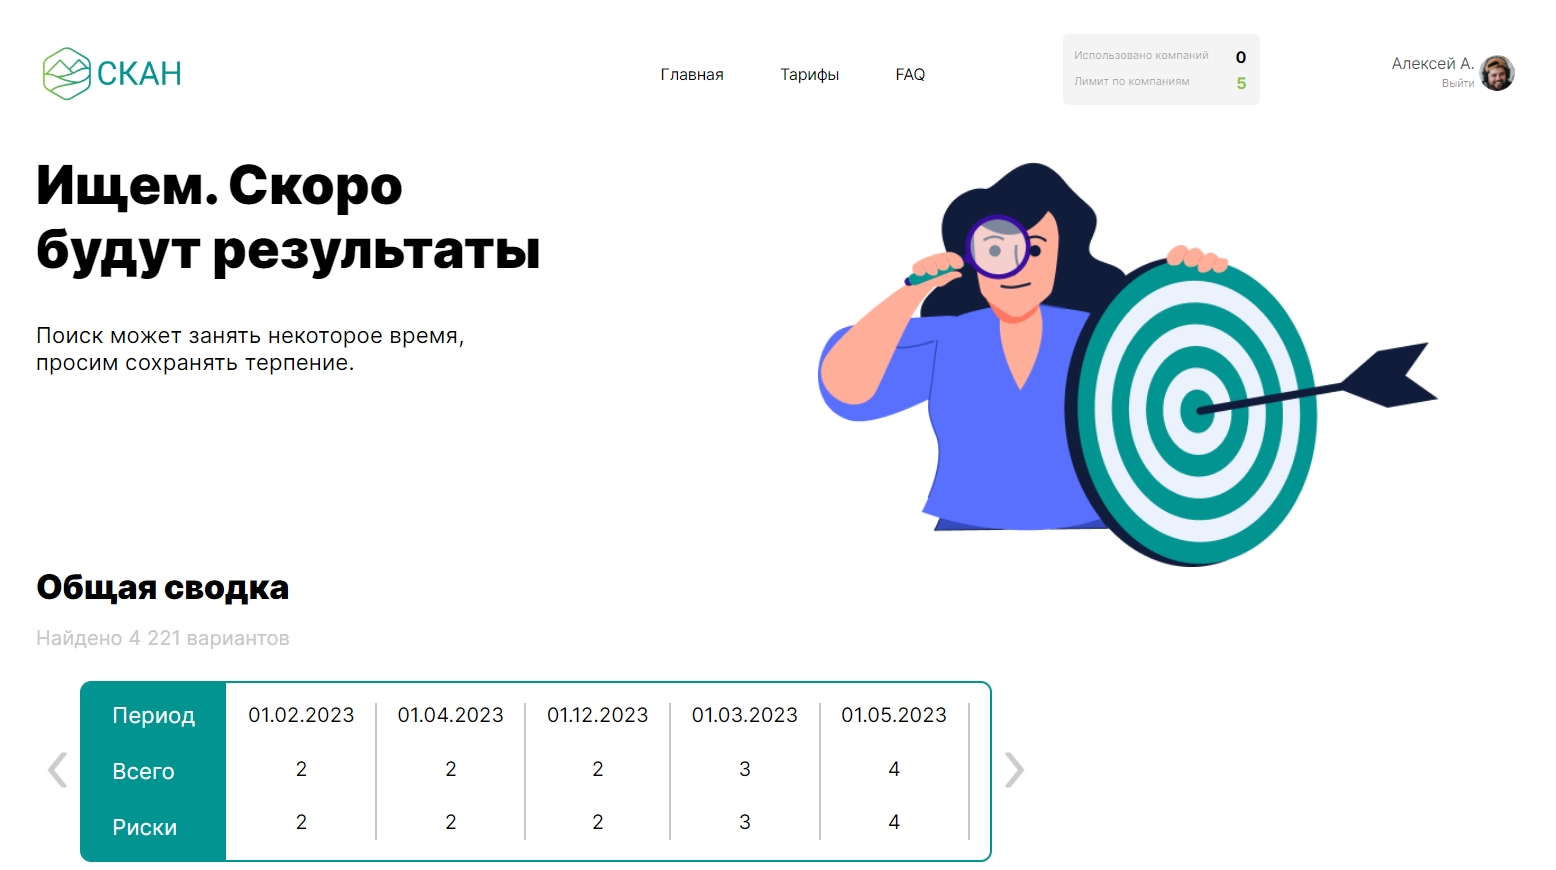 СКАН
Главная Тарифы FAQ
Использовано компаний 0
Лимит по компаниям 5
Алексей А.
Выйти
Ищем. Скоро
будут результаты
Поиск может занять некоторое время,
просим сохранять терпение.
Общая сводка
Найдено 4 221 вариантов
Период 01.02.2023 01.04.2023 01.12.2023 01.03.2023 01.05.2023
Всего 2 2 2 3 4
Риски 2 2 2 3 4